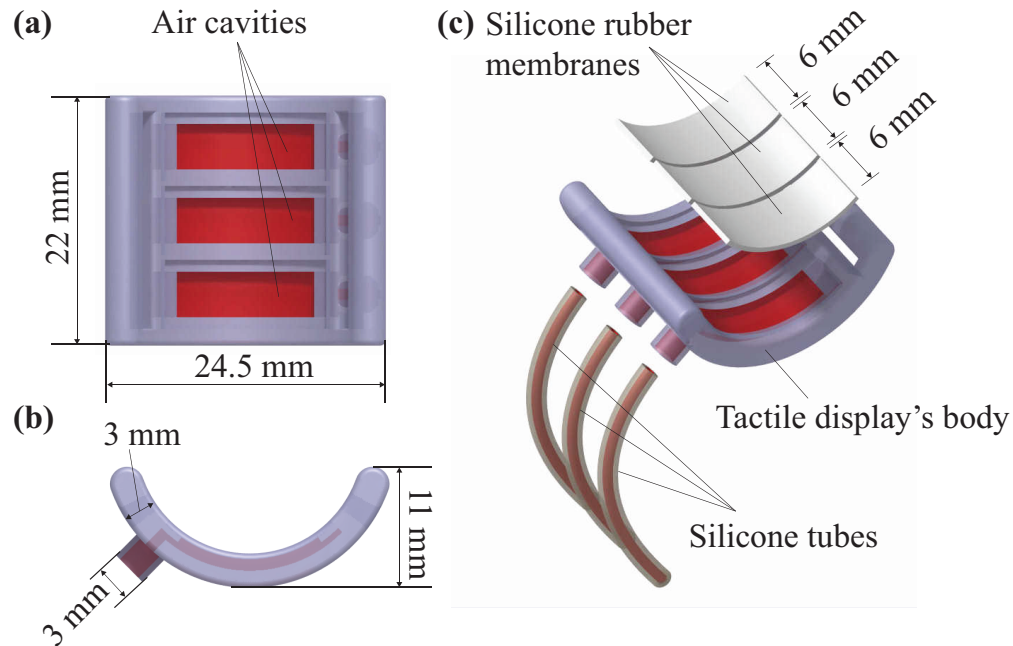 (a)
Air cavities
22 mm
24.5 mm
(b)
3 mm
11 mm
3 mm
(c)
Silicone rubber
membranes
6 mm
6 mm
6 mm
Tactile display's body
Silicone tubes